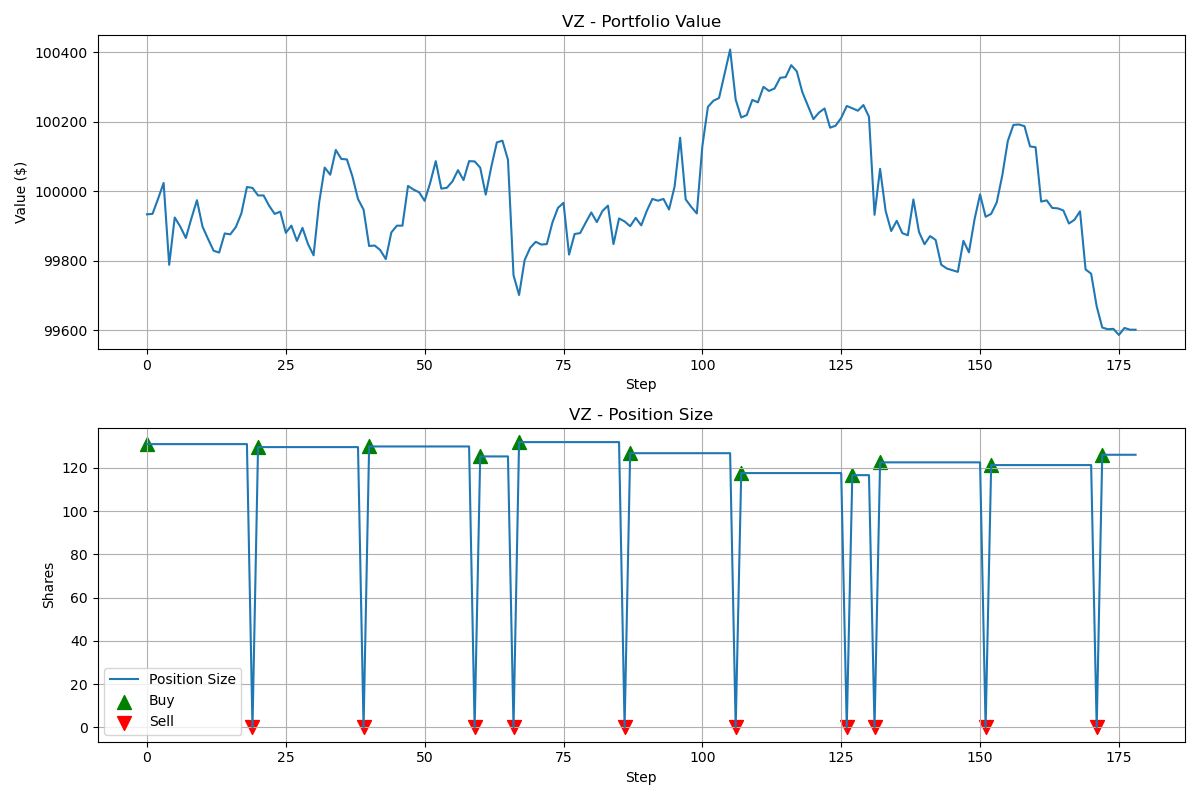 VZ - Portfolio Value
Value ($)
100400
100200
100000
99800
99600
0 25 50 75 100 125 150 175
Step
VZ - Position Size
Shares
120
100
80
60
40
20
0
Position Size
Buy
Sell
0 25 50 75 100 125 150 175
Step